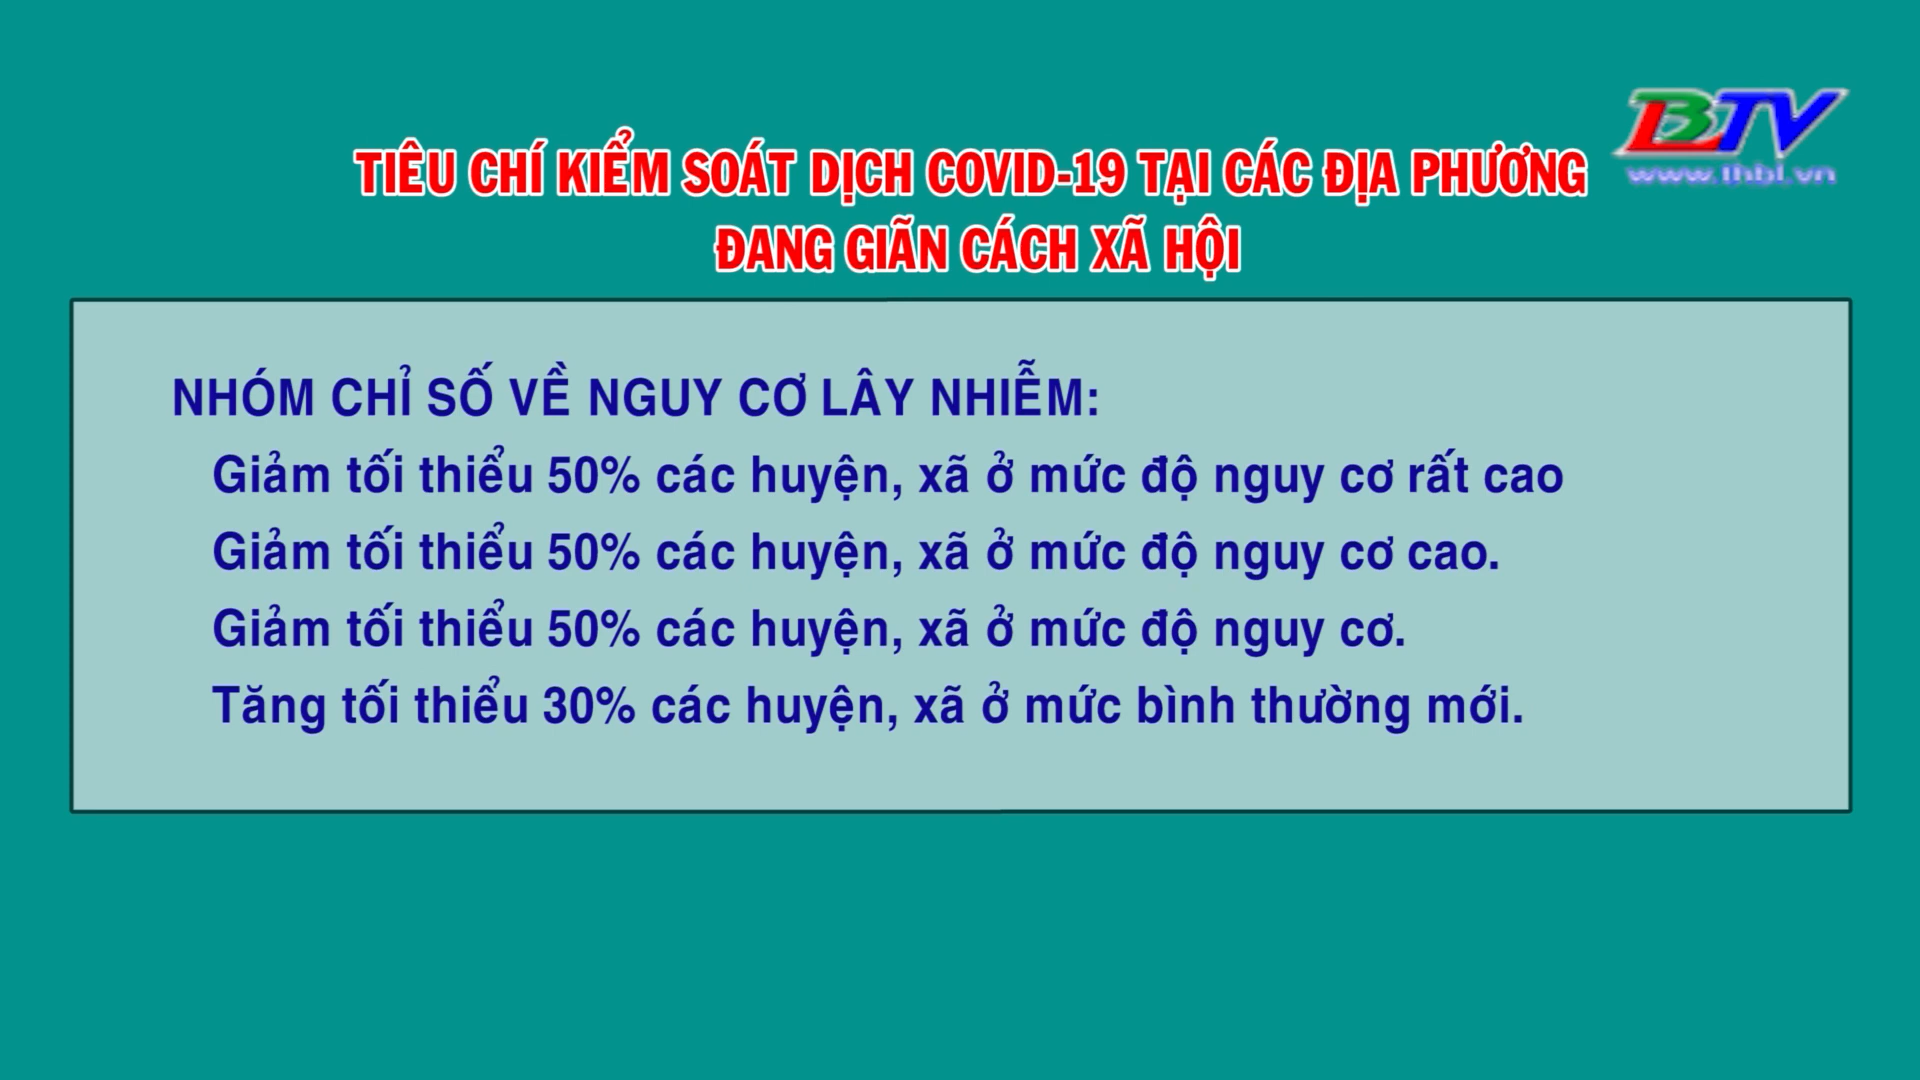 BTV
TIÊU CHÍ KIỂM SOÁT DỊCH COVID-19 TẠI CÁC ĐỊA PHƯƠNG
ĐANG GIÃN CÁCH XÃ HỘI
NHÓM CHỈ SỐ VỀ NGUY CƠ LÂY NHIỄM:
Giảm tối thiểu 50% các huyện, xã ở mức độ nguy cơ rất cao
Giảm tối thiểu 50% các huyện, xã ở mức độ nguy cơ cao.
Giảm tối thiểu 50% các huyện, xã ở mức độ nguy cơ.
Tăng tối thiểu 30% các huyện, xã ở mức bình thường mới.